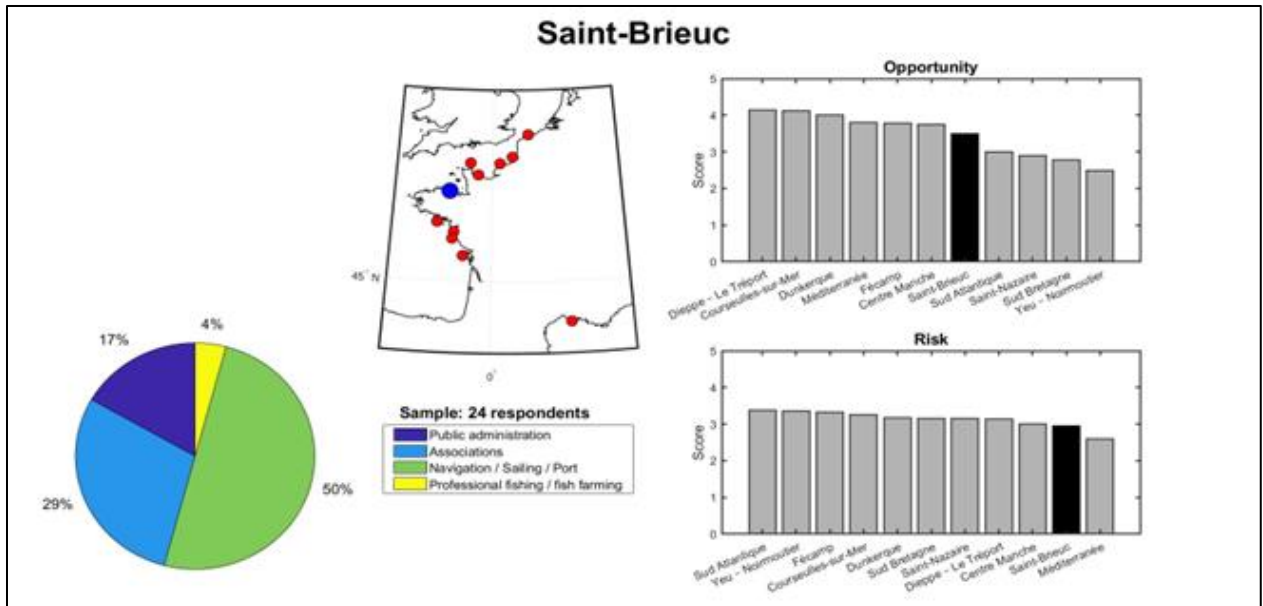 Saint-Brieuc
45° N
0°
17%
4%
29%
50%
Sample: 24 respondents
Public administration
Associations
Navigation / Sailing / Port
Professional fishing / fish farming
Opportunity
Score
5
4
3
2
1
0
Dieppe - Le Tréport
Courseulles-sur-Mer
Dunkerque
Méditerranée
Fécamp
Centre Manche
Saint-Brieuc
Sud Atlantique
Saint-Nazaire
Sud Bretagne
Yeu - Noirmoutier
Risk
Score
5
4
3
2
1
0
Sud Atlantique
Yeu - Noirmoutier
Fécamp
Courseulles-sur-Mer
Dunkerque
Sud Bretagne
Saint-Nazaire
Dieppe - Le Tréport
Centre Manche
Saint-Brieuc
Méditerranée